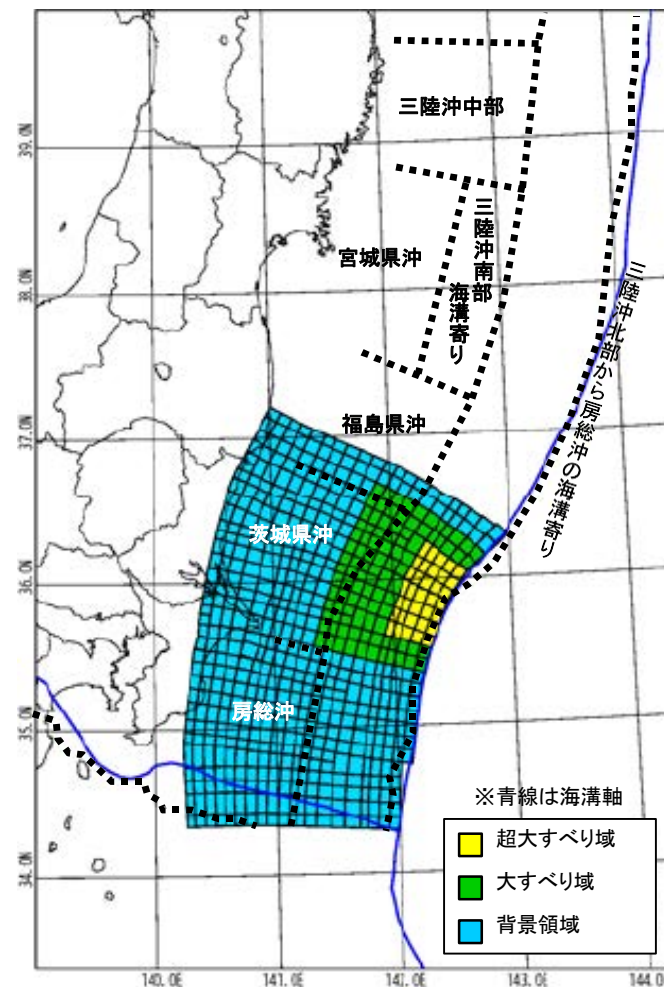 三陸沖中部
39.0N
三陸沖南部
海溝寄り
宮城県沖
三陸沖北部から房総沖の海溝寄り
38.0N
37.0N
福島県沖
茨城県沖
36.0N
房総沖
35.0N
※青線は海溝軸
超大すべり域
大すべり域
背景領域
34.0N
140.0E
141.0E
142.0E
143.0E
144.0E